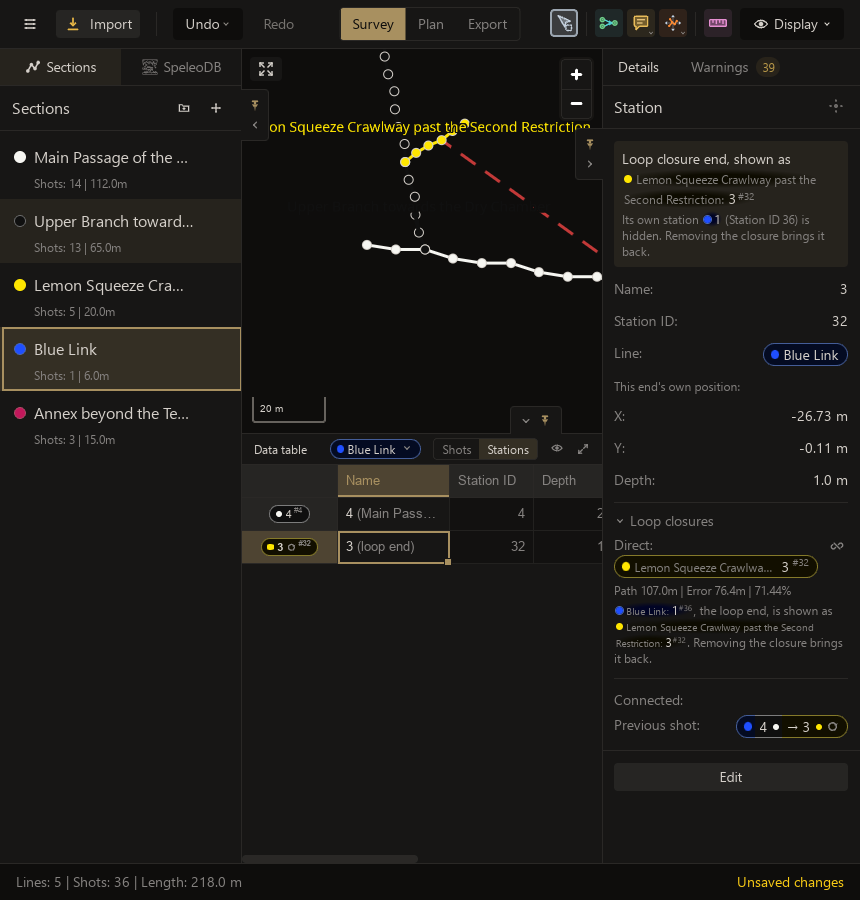 Import
Undo
Redo
Survey
Plan
Export
Display
Sections
SpeleoDB
Sections
Main Passage of the ...
Shots: 14 | 112.0m
Upper Branch toward...
Shots: 13 | 65.0m
Lemon Squeeze Cra...
Shots: 5 | 20.0m
Blue Link
Shots: 1 | 6.0m
Annex beyond the Te...
Shots: 3 | 15.0m
on Squeeze Crawlway past the Second Restriction
20 m
Data table
Blue Link
Shots
Stations
Name
Station ID
Depth
4 #4
4 (Main Pass...
4
2
3 #32
3 (loop end)
32
1
Details
Warnings
39
Station
Loop closure end, shown as
Lemon Squeeze Crawlway past the
Second Restriction: 3 #32
Its own station 1 (Station ID 36) is
hidden. Removing the closure brings it
back.
Name:
3
Station ID:
32
Line:
Blue Link
This end's own position:
X:
-26.73 m
Y:
-0.11 m
Depth:
1.0 m
Loop closures
Direct:
Lemon Squeeze Crawlwa... 3 #32
Path 107.0m | Error 76.4m | 71.44%
Blue Link: 1 #36, the loop end, is shown as
Lemon Squeeze Crawlway past the Second
Restriction: 3 #32. Removing the closure brings
it back.
Connected:
Previous shot:
4 → 3
Edit
Lines: 5 | Shots: 36 | Length: 218.0 m
Unsaved changes